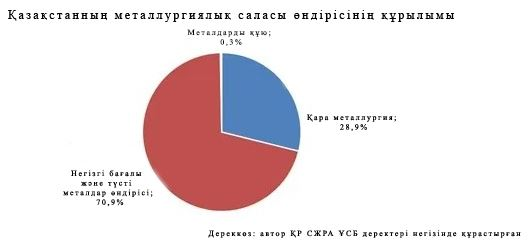 Қазақстанның металлургиялық саласы өндірісінің құрылымы
Металдарды құю;
0,3%
Қара металлургия;
28,9%
Негізгі бағалы
және түсті
металдар өндірісі;
70,9%
Дереккөз: автор ҚР СЖРА ҰСБ деректері негізінде құрастырған